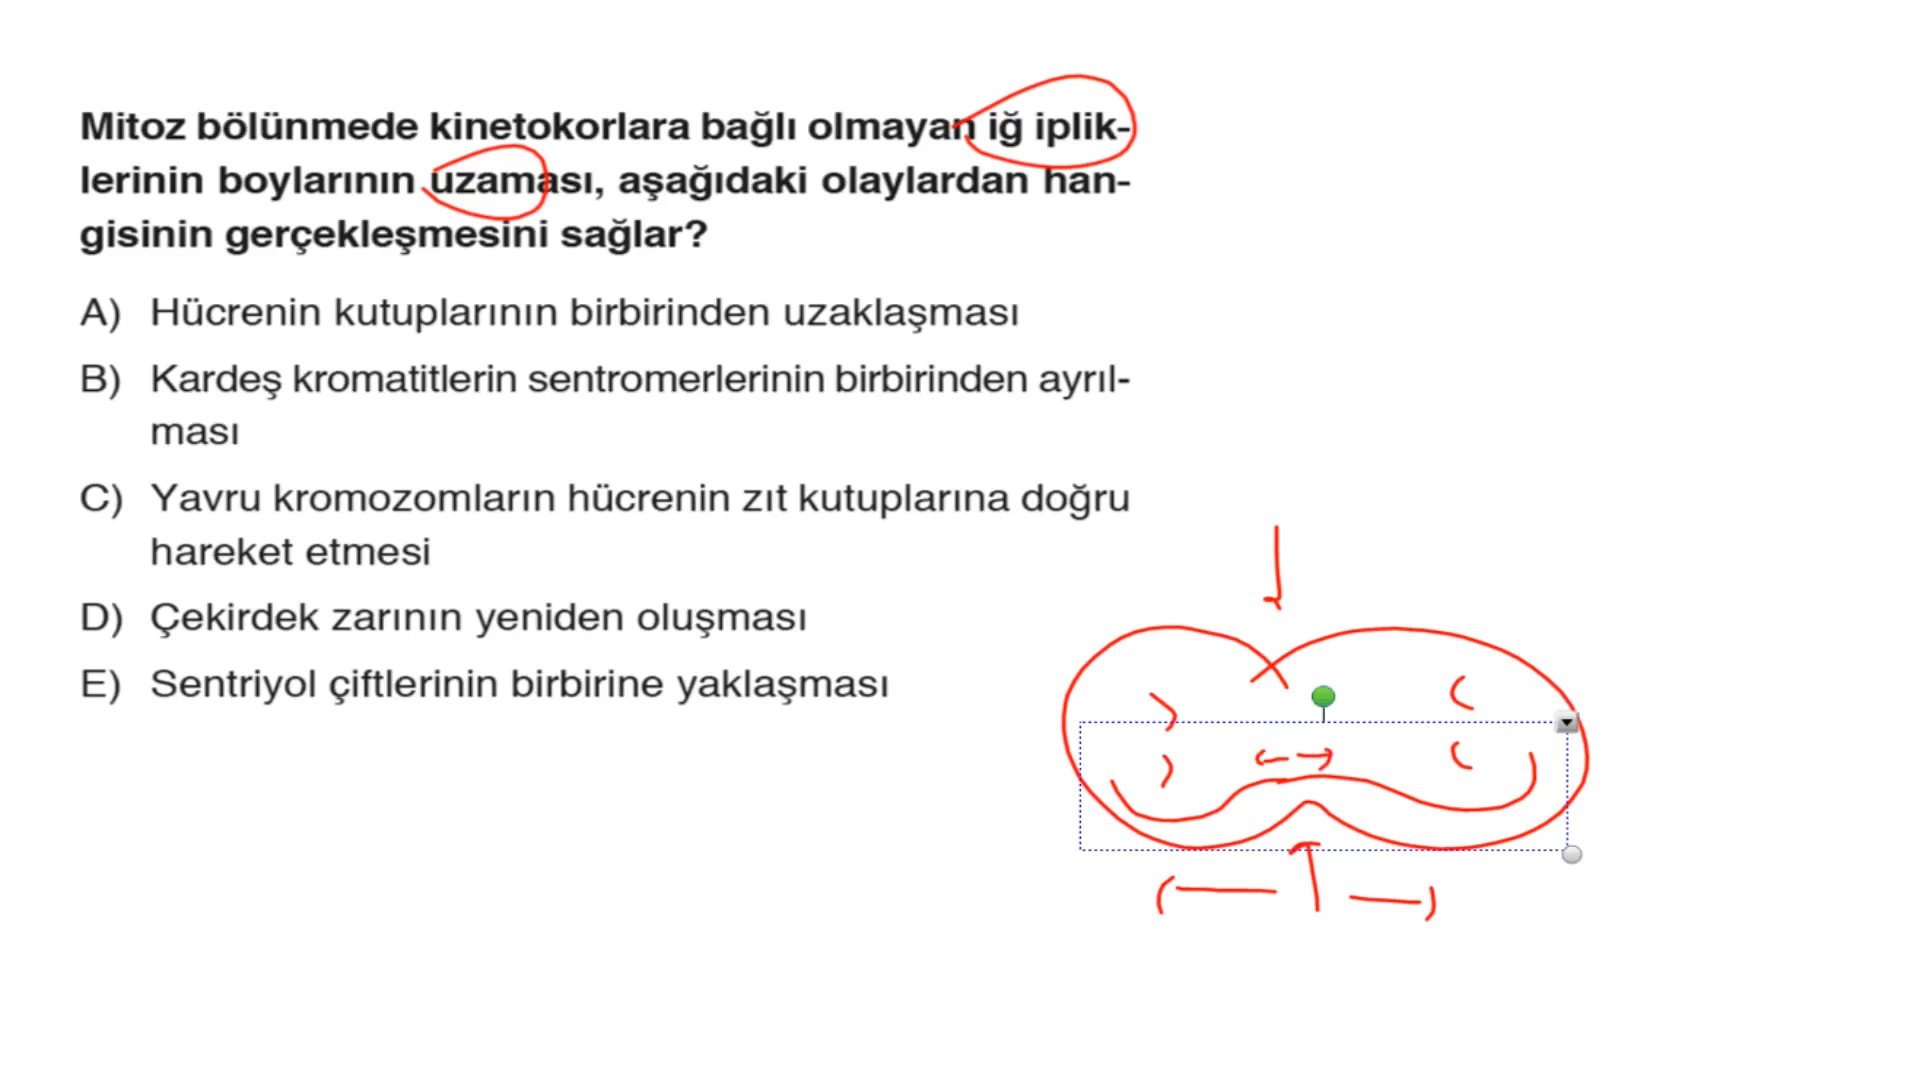 Mitoz bölünmede kinetokorlara bağlı olmayan iğ iplik-
lerinin boylarının uzaması, aşağıdaki olaylardan han-
gisinin gerçekleşmesini sağlar?
A) Hücrenin kutuplarının birbirinden uzaklaşması
B) Kardeş kromatitlerin sentromerlerinin birbirinden ayrıl-
ması
C) Yavru kromozomların hücrenin zıt kutuplarına doğru
hareket etmesi
D) Çekirdek zarının yeniden oluşması
E) Sentriyol çiftlerinin birbirine yaklaşması